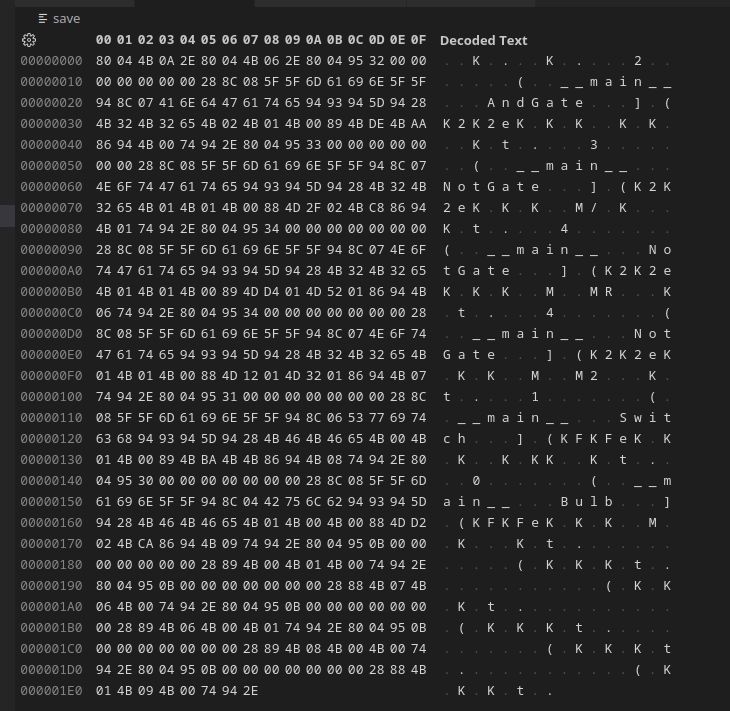 save
00 01 02 03 04 05 06 07 08 09 0A 0B 0C 0D 0E 0F Decoded Text
00000000 80 04 4B 0A 2E 80 04 4B 06 2E 80 04 95 32 00 00 . . K . . . . K . . . . . 2 . .
00000010 00 00 00 00 00 28 8C 08 5F 5F 6D 61 69 6E 5F 5F . . . . . ( . . _ _ m a i n _ _
00000020 94 8C 07 41 6E 64 47 61 74 65 94 93 94 5D 94 28 . . . A n d G a t e . . . ] . (
00000030 4B 32 4B 32 65 4B 02 4B 01 4B 00 89 4B DE 4B AA K 2 K 2 e K . K . K . . K . K .
00000040 86 94 4B 00 74 94 2E 80 04 95 33 00 00 00 00 00 . . K . t . . . . . 3 . . . . .
00000050 00 00 28 8C 08 5F 5F 6D 61 69 6E 5F 5F 94 8C 07 . . ( . . _ _ m a i n _ _ . . .
00000060 4E 6F 74 47 61 74 65 94 93 94 5D 94 28 4B 32 4B N o t G a t e . . . ] . ( K 2 K
00000070 32 65 4B 01 4B 01 4B 00 88 4D 2F 02 4B C8 86 94 2 e K . K . K . . M / . K . . .
00000080 4B 01 74 94 2E 80 04 95 34 00 00 00 00 00 00 00 K . t . . . . . 4 . . . . . . .
00000090 28 8C 08 5F 5F 6D 61 69 6E 5F 5F 94 8C 07 4E 6F ( . . _ _ m a i n _ _ . . . N o
000000A0 74 47 61 74 65 94 93 94 5D 94 28 4B 32 4B 32 65 t G a t e . . . ] . ( K 2 K 2 e
000000B0 4B 01 4B 01 4B 00 89 4D D4 01 4D 52 01 86 94 4B K . K . K . . M . . M R . . . K
000000C0 06 74 94 2E 80 04 95 34 00 00 00 00 00 00 00 28 . t . . . . . 4 . . . . . . . (
000000D0 8C 08 5F 5F 6D 61 69 6E 5F 5F 94 8C 07 4E 6F 74 . . _ _ m a i n _ _ . . . N o t
000000E0 47 61 74 65 94 93 94 5D 94 28 4B 32 4B 32 65 4B G a t e . . . ] . ( K 2 K 2 e K
000000F0 01 4B 01 4B 00 88 4D 12 01 4D 32 01 86 94 4B 07 . K . K . . M . . M 2 . . . K .
00000100 74 94 2E 80 04 95 31 00 00 00 00 00 00 00 28 8C t . . . . . 1 . . . . . . . ( .
00000110 08 5F 5F 6D 61 69 6E 5F 5F 94 8C 06 53 77 69 74 . _ _ m a i n _ _ . . . S w i t
00000120 63 68 94 93 94 5D 94 28 4B 46 4B 46 65 4B 00 4B c h . . . ] . ( K F K F e K . K
00000130 01 4B 00 89 4B BA 4B 4B 86 94 4B 08 74 94 2E 80 . K . . K . K K . . K . t . . .
00000140 04 95 30 00 00 00 00 00 00 00 28 8C 08 5F 5F 6D . . 0 . . . . . . . ( . . _ _ m
00000150 61 69 6E 5F 5F 94 8C 04 42 75 6C 62 94 93 94 5D a i n _ _ . . . B u l b . . . ]
00000160 94 28 4B 46 4B 46 65 4B 01 4B 00 4B 00 88 4D D2 . ( K F K F e K . K . K . . M .
00000170 02 4B CA 86 94 4B 09 74 94 2E 80 04 95 0B 00 00 . K . . . K . t . . . . . . . .
00000180 00 00 00 00 00 28 89 4B 00 4B 01 4B 00 74 94 2E . . . . . ( . K . K . K . t . .
00000190 80 04 95 0B 00 00 00 00 00 00 00 28 88 4B 07 4B . . . . . . . . . . . ( . K . K
000001A0 06 4B 00 74 94 2E 80 04 95 0B 00 00 00 00 00 00 . K . t . . . . . . . . . . . .
000001B0 00 28 89 4B 06 4B 00 4B 01 74 94 2E 80 04 95 0B . ( . K . K . K . t . . . . . .
000001C0 00 00 00 00 00 00 00 28 89 4B 08 4B 00 4B 00 74 . . . . . . . ( . K . K . K . t
000001D0 94 2E 80 04 95 0B 00 00 00 00 00 00 00 28 88 4B . . . . . . . . . . . . . ( . K
000001E0 01 4B 09 4B 00 74 94 2E . K . K . t . .